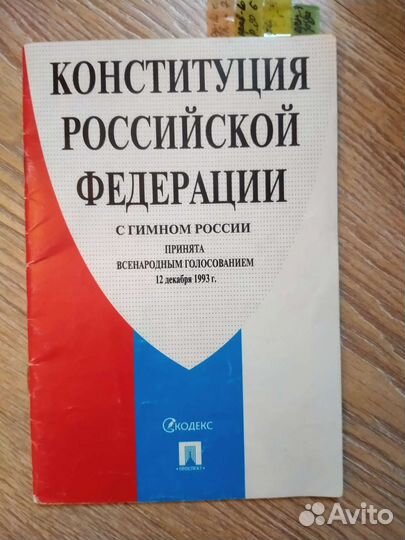 КОНСТИТУЦИЯ
РОССИЙСКОЙ
ФЕДЕРАЦИИ
С ГИМНОМ РОССИИ
ПРИНЯТА
ВСЕНАРОДНЫМ ГОЛОСОВАНИЕМ
12 декабря 1993 г.
КОДЕКС
ПРОСПЕКТ
Avito